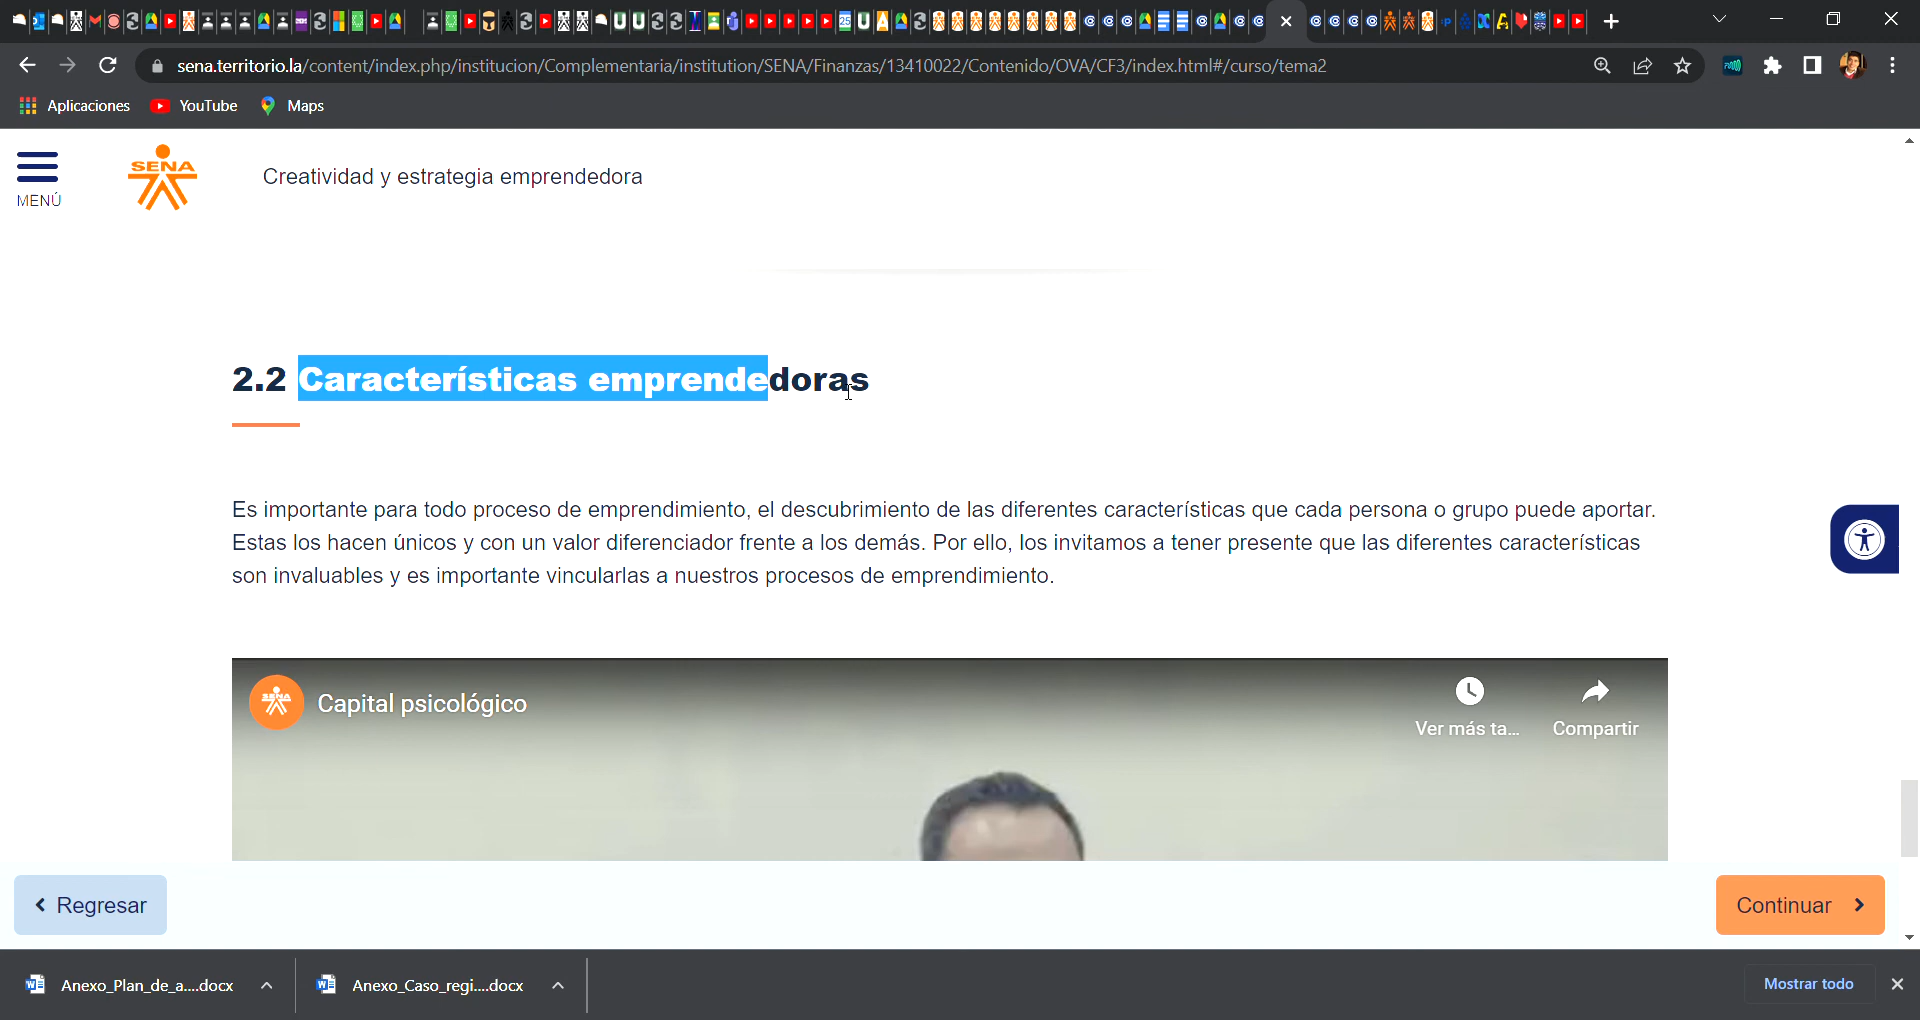 sena.territorio.la/content/index.php/institucion/Complementaria/institution/SENA/Finanzas/13410022/Contenido/OVA/CF3/index.html#/curso/tema2
Aplicaciones YouTube Maps
MENÚ
SENA
Creatividad y estrategia emprendedora
2.2 Características emprendedoras
Es importante para todo proceso de emprendimiento, el descubrimiento de las diferentes características que cada persona o grupo puede aportar.
Estas los hacen únicos y con un valor diferenciador frente a los demás. Por ello, los invitamos a tener presente que las diferentes características
son invaluables y es importante vincularlas a nuestros procesos de emprendimiento.
SENA
Capital psicológico
Ver más ta...
Compartir
Regresar
Continuar
Anexo_Plan_de_a....docx
Anexo_Caso_regi....docx
Mostrar todo